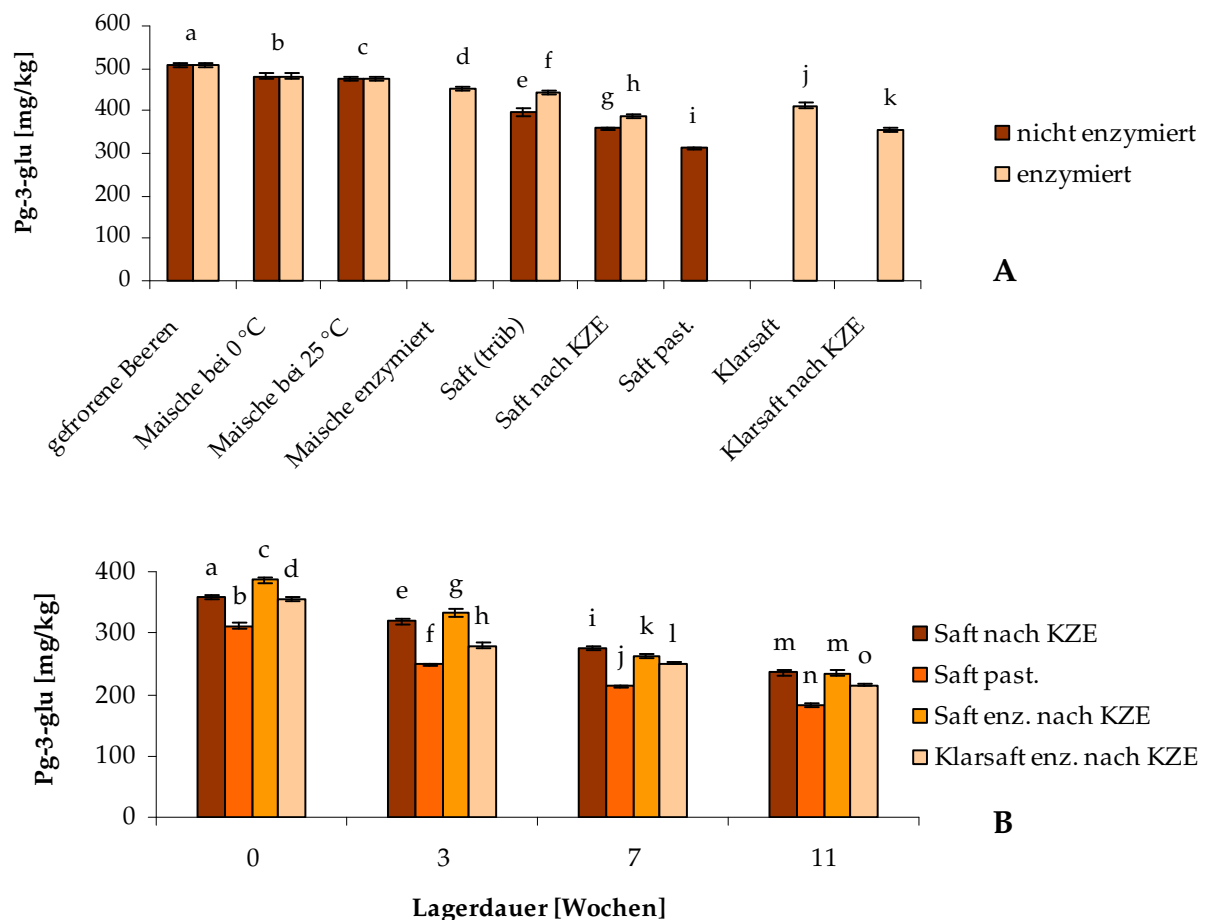 Pg-3-glu [mg/kg]
600
500
400
300
200
100
0
a
b
c
d
e
f
g
h
i
j
k
gefrorene Beeren
Maische bei 0 °C
Maische bei 25 °C
Maische enzymiert
Saft (trüb)
Saft nach KZE
Saft past.
Klarsaft
Klarsaft nach KZE
nicht enzymiert
enzymiert
A
Pg-3-glu [mg/kg]
400
300
200
100
0
a
b
c
d
e
f
g
h
i
j
k
l
m
n
m
o
0
3
7
11
Lagerdauer [Wochen]
Saft nach KZE
Saft past.
Saft enz. nach KZE
Klarsaft enz. nach KZE
B